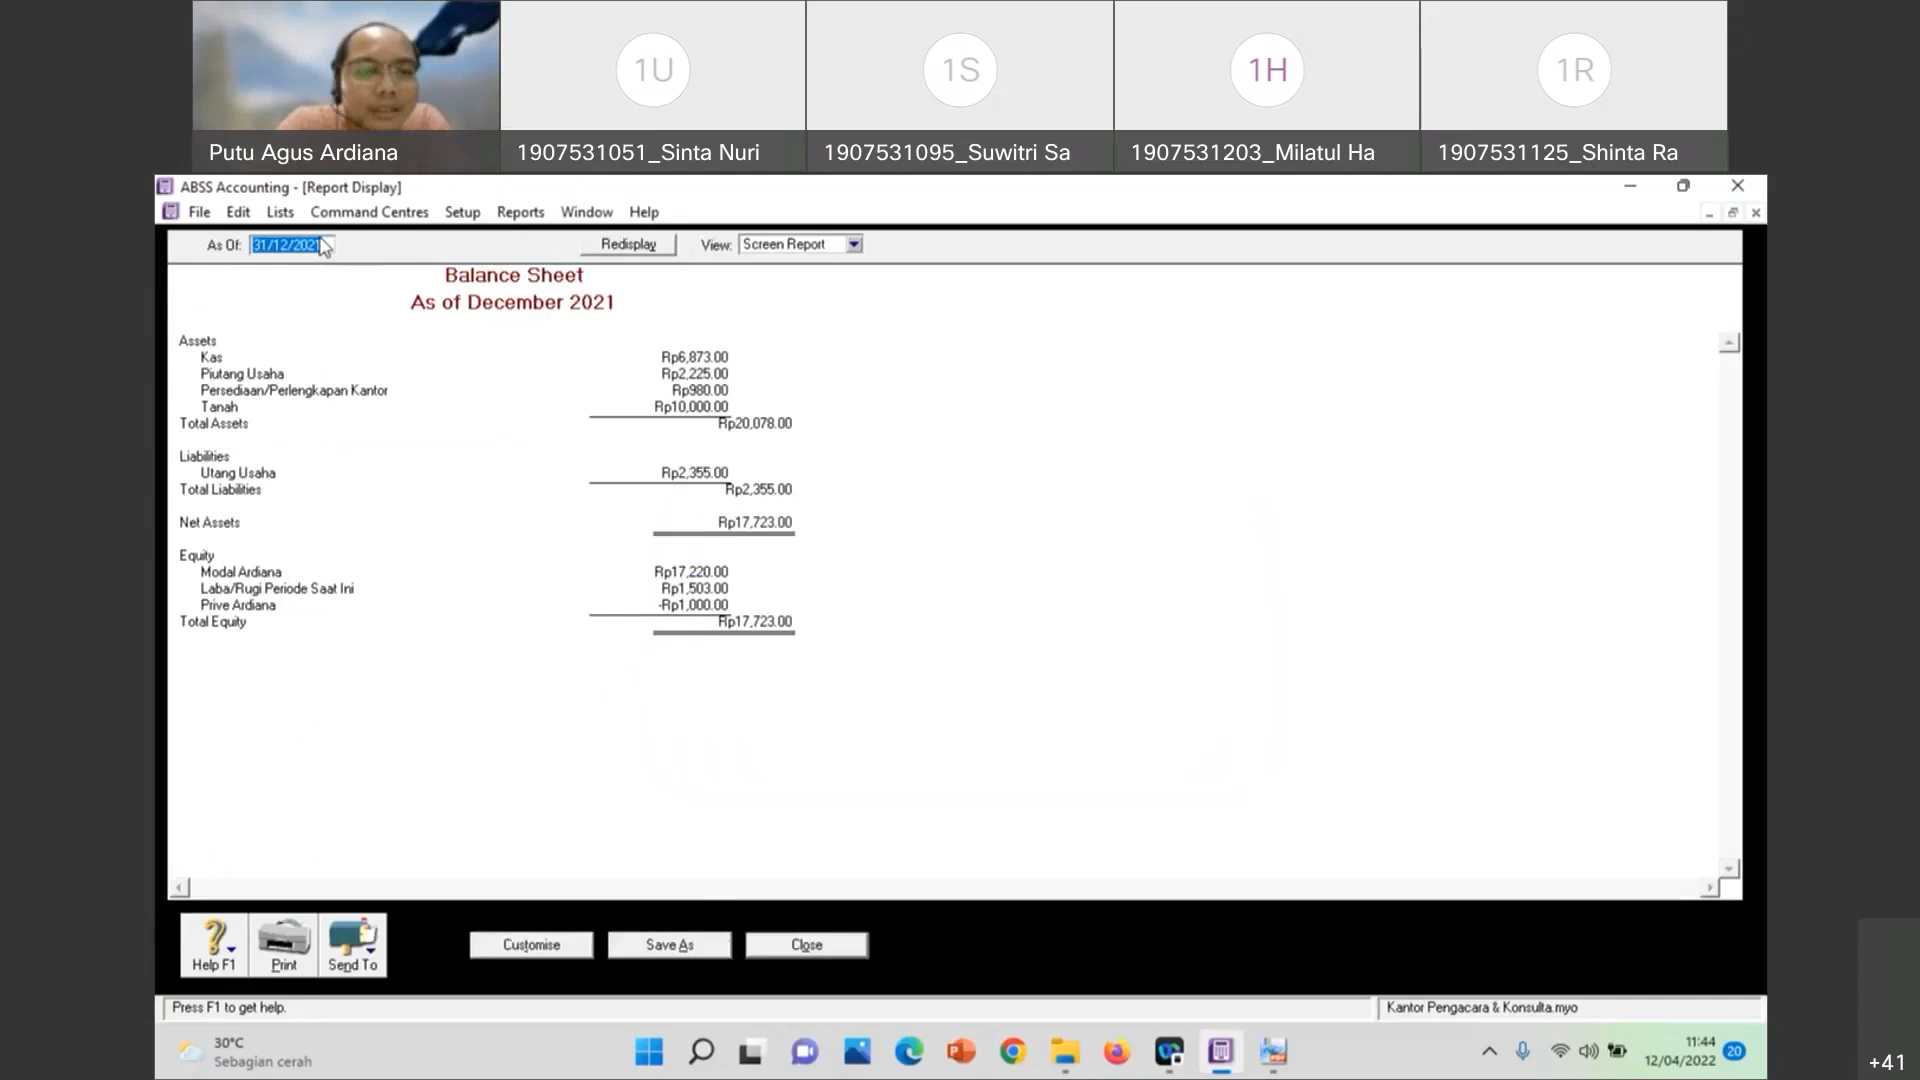 1U
1S
1H
1R
Putu Agus Ardiana
1907531051_Sinta Nuri
1907531095_Suwitri Sa
1907531203_Milatul Ha
1907531125_Shinta Ra
ABSS Accounting - [Report Display]
File Edit Lists Command Centres Setup Reports Window Help
As Of: 31/12/2021 Redisplay View: Screen Report
Balance Sheet
As of December 2021
Assets
Kas Rp6,873.00
Piutang Usaha Rp2,225.00
Persediaan/Perlengkapan Kantor Rp980.00
Tanah Rp10,000.00
Total Assets Rp20,078.00
Liabilities
Utang Usaha Rp2,355.00
Total Liabilities Rp2,355.00
Net Assets Rp17,723.00
Equity
Modal Ardiana Rp17,220.00
Laba/Rugi Periode Saat Ini Rp1,503.00
Prive Ardiana -Rp1,000.00
Total Equity Rp17,723.00
Help F1 Print Send To Customise Save As Close
Press F1 to get help. Kantor Pengacara & Konsulta.myo
30°C
Sebagian cerah
11:44
12/04/2022
20
+41